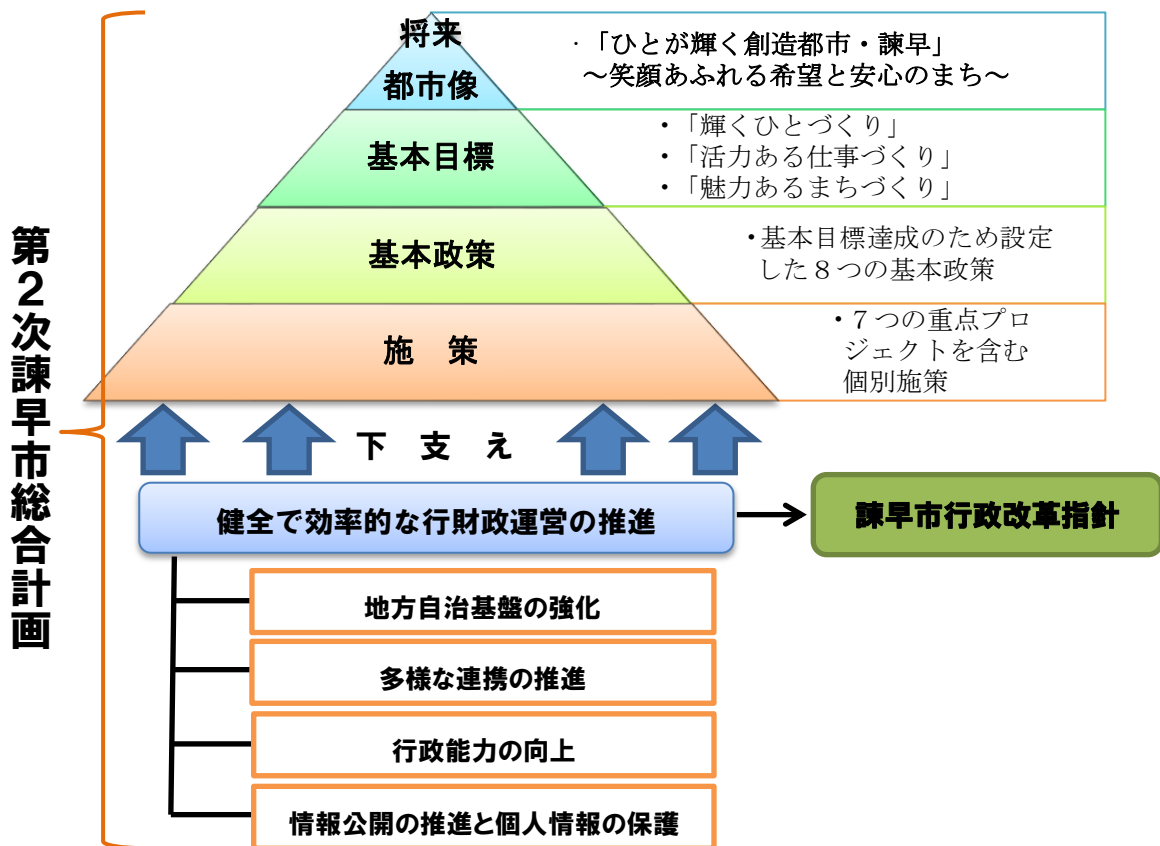 第２次諫早市総合計画
将来
都市像
・「ひとが輝く創造都市・諫早」
～笑顔あふれる希望と安心のまち～
基本目標
・「輝くひとづくり」
・「活力ある仕事づくり」
・「魅力あるまちづくり」
基本政策
・基本目標達成のため設定
した８つの基本政策
施　策
・７つの重点プロ
ジェクトを含む
個別施策
下　支　え
健全で効率的な行財政運営の推進
諫早市行政改革指針
地方自治基盤の強化
多様な連携の推進
行政能力の向上
情報公開の推進と個人情報の保護